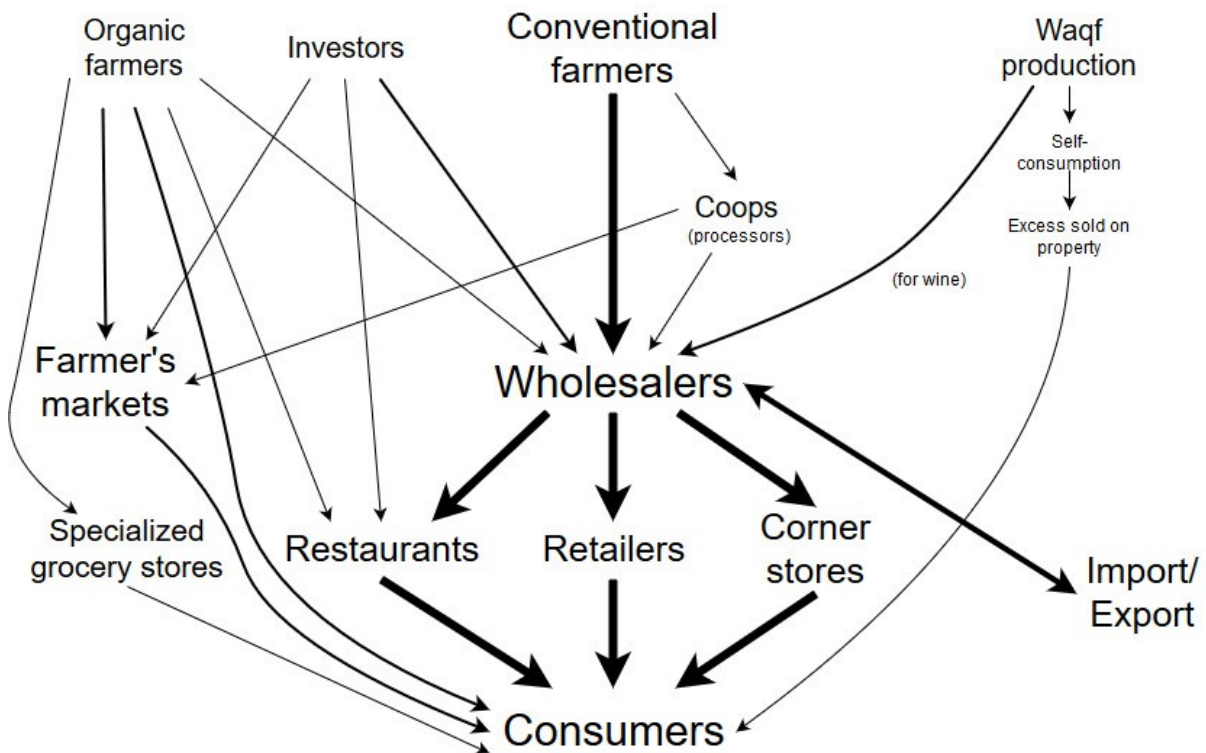 Organic
farmers
Investors
Conventional
farmers
Waqf
production
Self-
consumption
Coops
(processors)
Excess sold on
property
(for wine)
Farmer's
markets
Wholesalers
Specialized
grocery stores
Restaurants
Retailers
Corner
stores
Import/
Export
Consumers